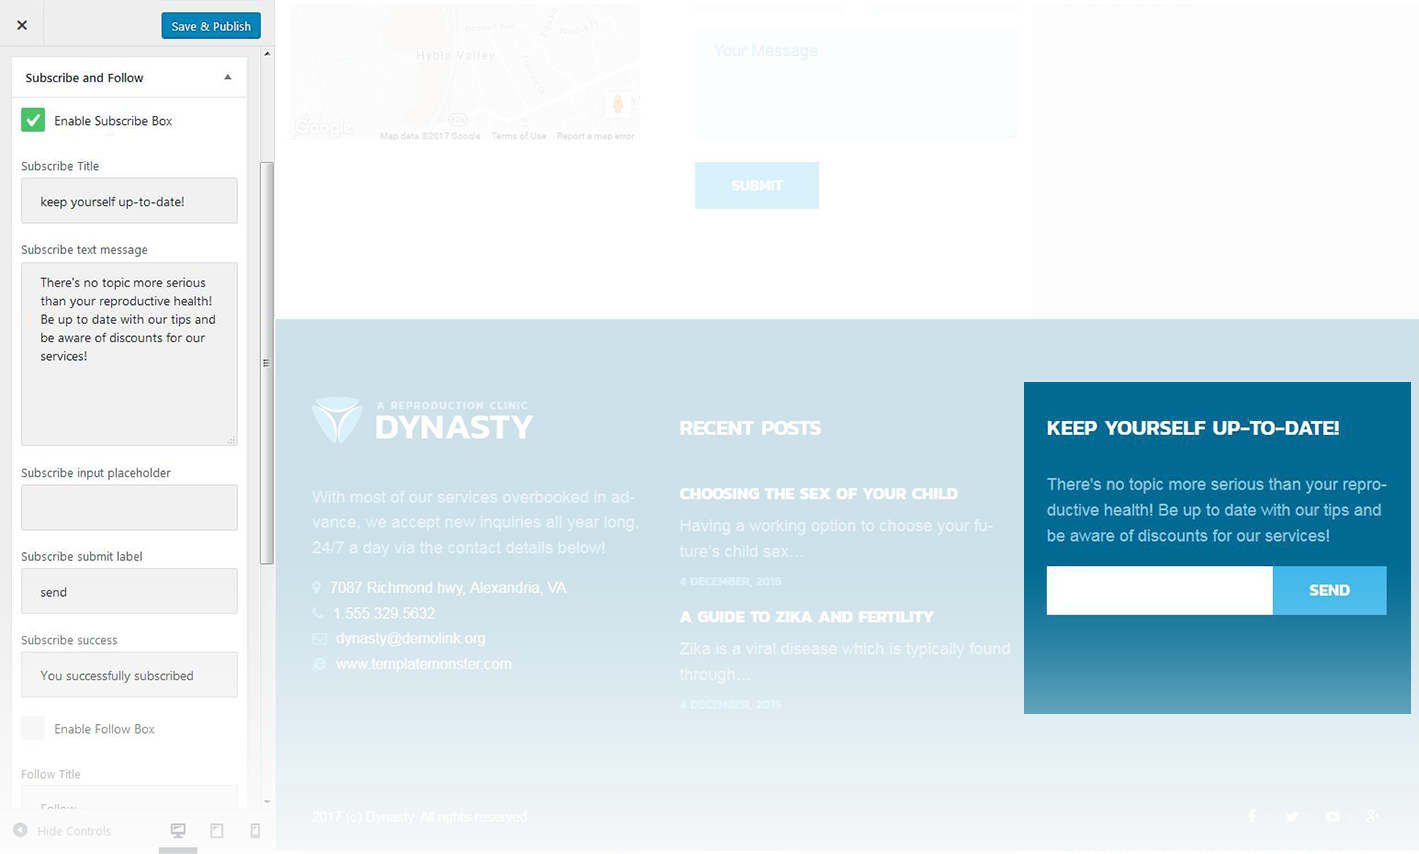 Save & Publish
Subscribe and Follow
Enable Subscribe Box
Subscribe Title
keep yourself up-to-date!
Subscribe text message
There's no topic more serious
than your reproductive health!
Be up to date with our tips and
be aware of discounts for our
services!
Subscribe input placeholder
Subscribe submit label
send
Subscribe success
You successfully subscribed
Enable Follow Box
Follow Title
Follow
Hide Controls
Hybla Valley
Google
Map data ©2017 Google Terms of Use Report a map error
Your Message
SUBMIT
A REPRODUCTION CLINIC
DYNASTY
With most of our services overbooked in ad-
vance, we accept new inquiries all year long,
24/7 a day via the contact details below!
7087 Richmond hwy, Alexandria, VA
1.555.329.5632
dynasty@demolink.org
www.templatemonster.com
RECENT POSTS
CHOOSING THE SEX OF YOUR CHILD
Having a working option to choose your fu-
ture's child sex...
4 DECEMBER, 2016
A GUIDE TO ZIKA AND FERTILITY
Zika is a viral disease which is typically found
through...
4 DECEMBER, 2016
KEEP YOURSELF UP-TO-DATE!
There's no topic more serious than your repro-
ductive health! Be up to date with our tips and
be aware of discounts for our services!
SEND
2017 (c) Dynasty. All rights reserved.